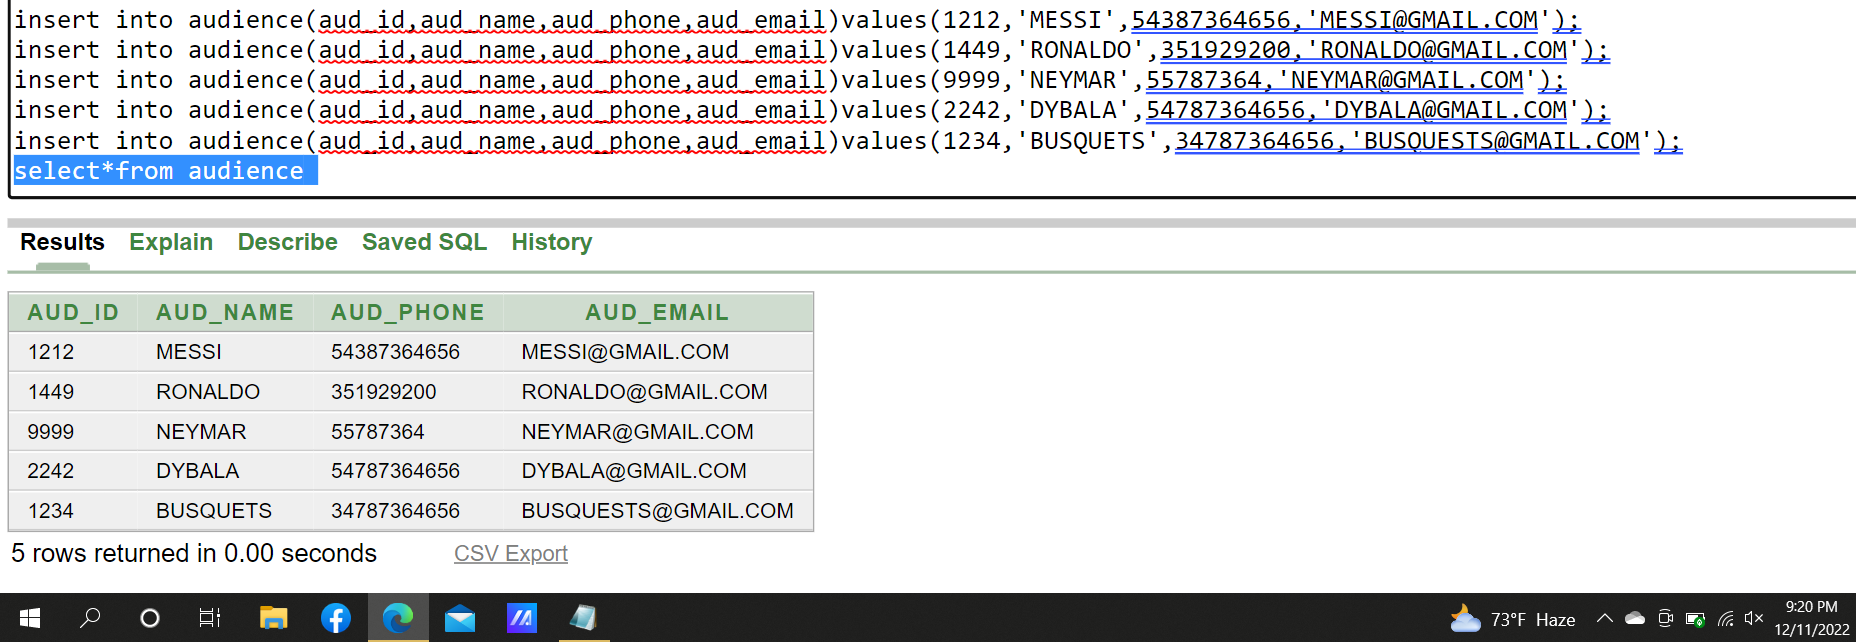 insert into audience(aud_id,aud_name,aud_phone,aud_email)values(1212,'MESSI',54387364656,'MESSI@GMAIL.COM');
insert into audience(aud_id,aud_name,aud_phone,aud_email)values(1449,'RONALDO',351929200,'RONALDO@GMAIL.COM');
insert into audience(aud_id,aud_name,aud_phone,aud_email)values(9999,'NEYMAR',55787364,'NEYMAR@GMAIL.COM');
insert into audience(aud_id,aud_name,aud_phone,aud_email)values(2242,'DYBALA',54787364656,'DYBALA@GMAIL.COM');
insert into audience(aud_id,aud_name,aud_phone,aud_email)values(1234,'BUSQUETS',34787364656,'BUSQUESTS@GMAIL.COM');
select*from audience
Results Explain Describe Saved SQL History
AUD_ID AUD_NAME AUD_PHONE AUD_EMAIL
1212 MESSI 54387364656 MESSI@GMAIL.COM
1449 RONALDO 351929200 RONALDO@GMAIL.COM
9999 NEYMAR 55787364 NEYMAR@GMAIL.COM
2242 DYBALA 54787364656 DYBALA@GMAIL.COM
1234 BUSQUETS 34787364656 BUSQUESTS@GMAIL.COM
5 rows returned in 0.00 seconds CSV Export
73°F Haze 9:20 PM
12/11/2022